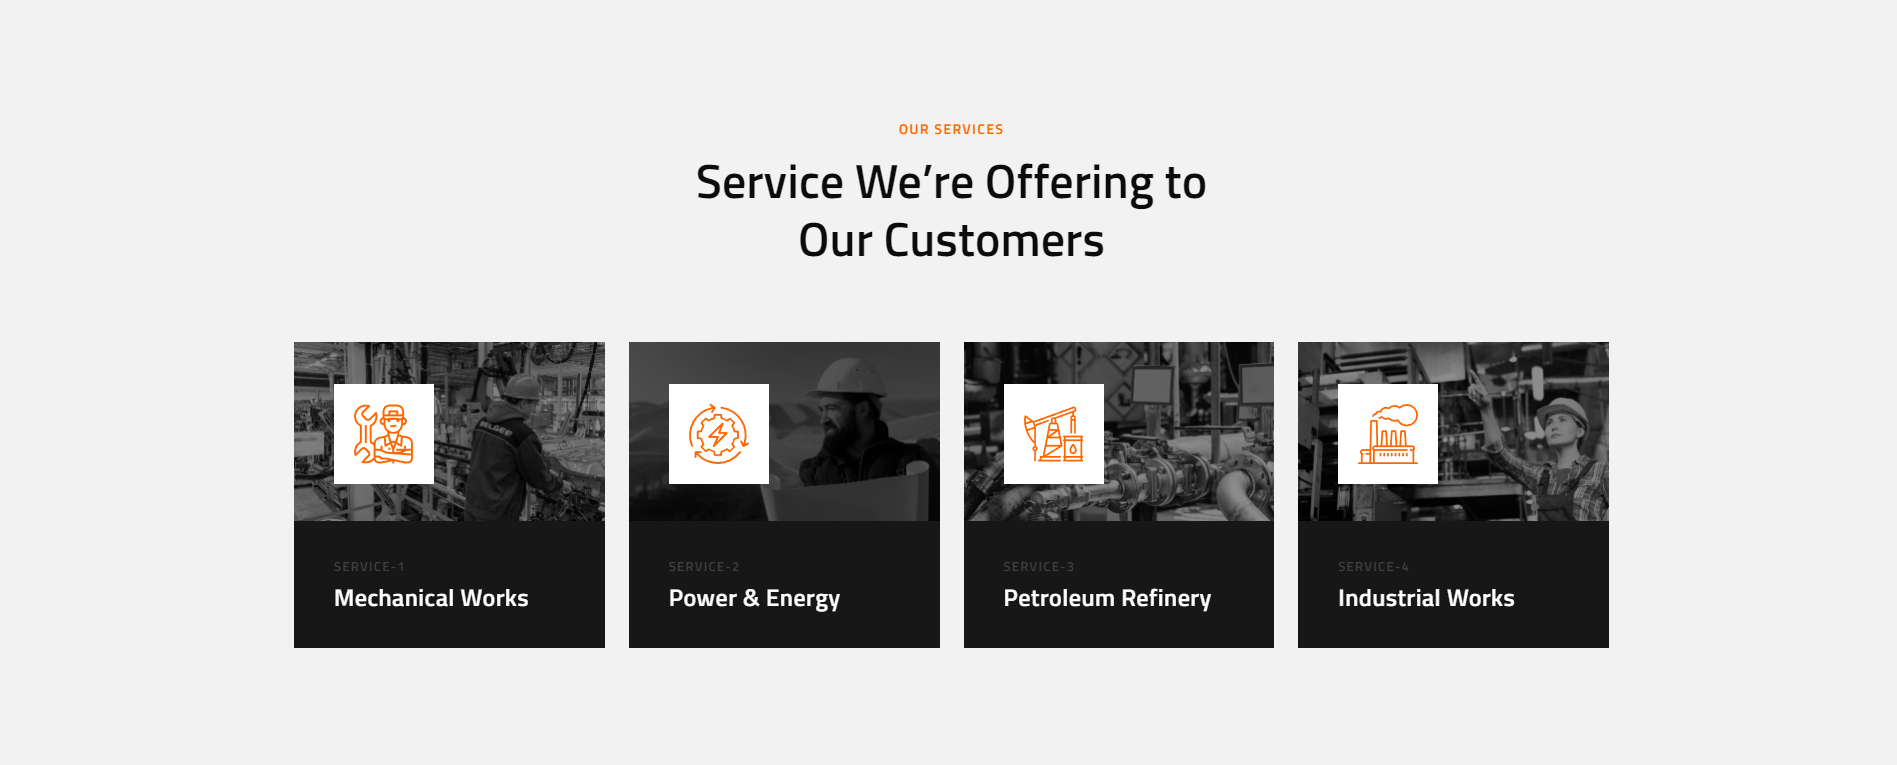 OUR SERVICES
Service We’re Offering to
Our Customers
SELGEE
SERVICE-1
Mechanical Works
SERVICE-2
Power & Energy
SERVICE-3
Petroleum Refinery
SERVICE-4
Industrial Works